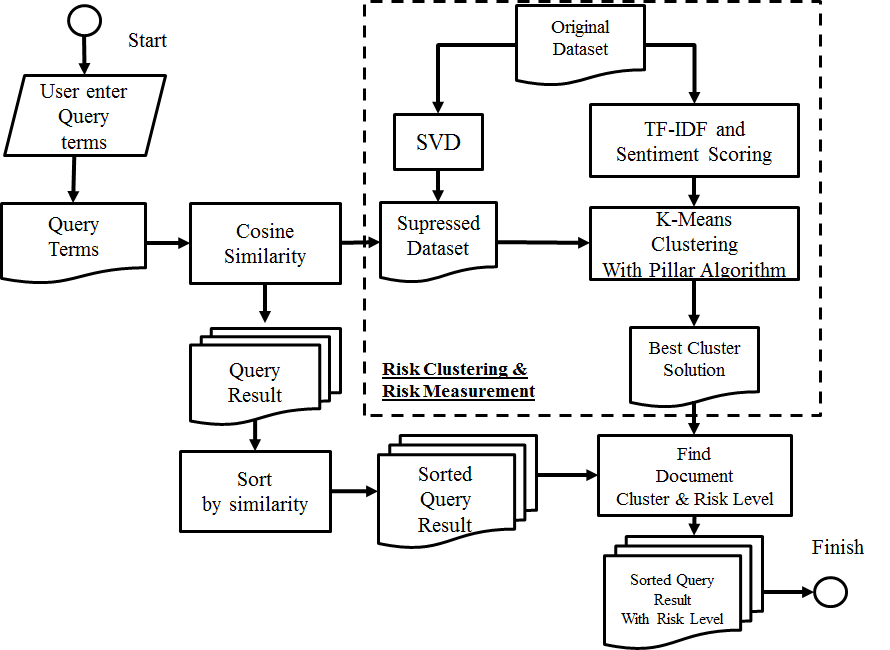 Start
User enter
Query
terms
Query
Terms
Cosine
Similarity
Original
Dataset
SVD
TF-IDF and
Sentiment Scoring
Supressed
Dataset
K-Means
Clustering
With Pillar Algorithm
Best Cluster
Solution
Risk Clustering &
Risk Measurement
Query
Result
Sort
by similarity
Sorted
Query
Result
Find
Document
Cluster & Risk Level
Sorted Query
Result
With Risk Level
Finish